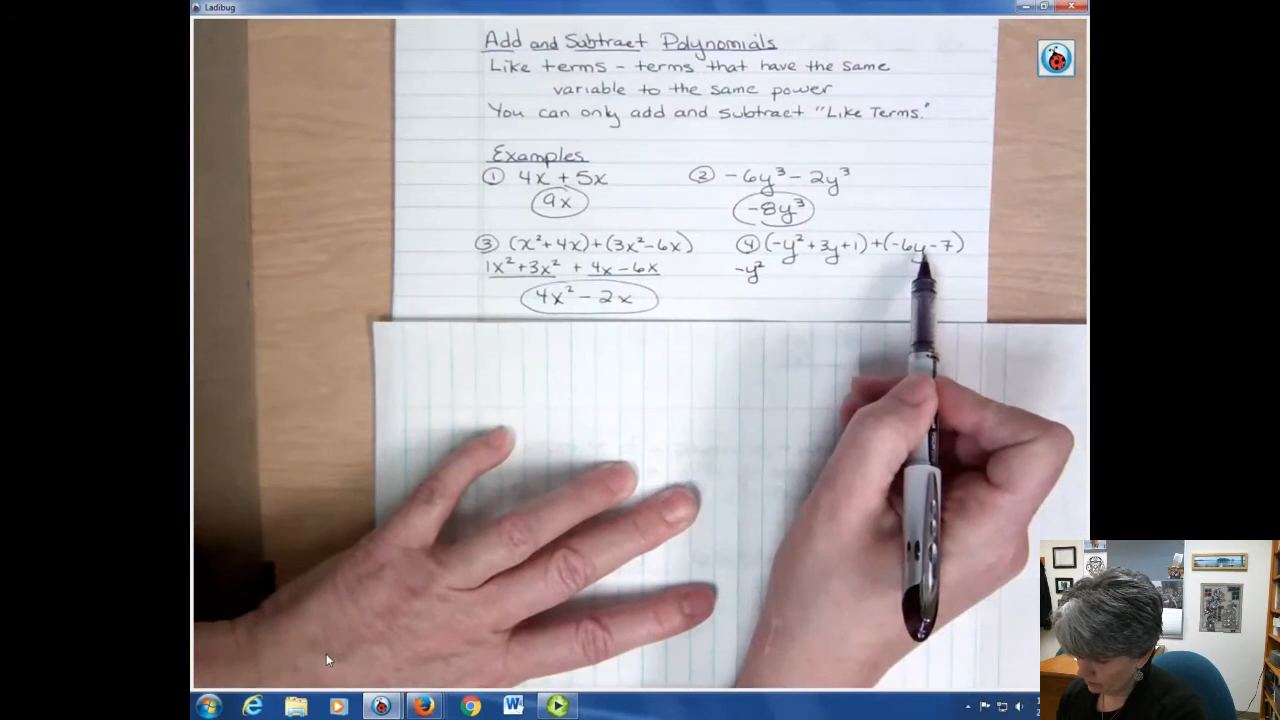 Ladibug
Add and Subtract Polynomials
Like terms - terms that have the same
variable to the same power
You can only add and subtract "Like Terms."
Examples
① 4x + 5x
9x
② -6y³ - 2y³
-8y³
③ (x²+4x)+(3x²-6x)
1x²+3x² + 4x-6x
4x² - 2x
④ (-y²+3y+1)+(-6y-7)
-y²